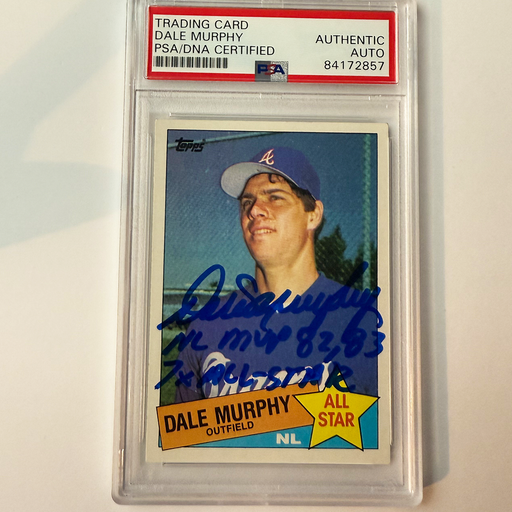 TRADING CARD
DALE MURPHY
PSA/DNA CERTIFIED
AUTHENTIC
AUTO
84172857
PSA
topps
A
Dale Murphy
NL MVP 82, 83
7x ALL-STAR
DALE MURPHY
OUTFIELD
ALL
STAR
NL